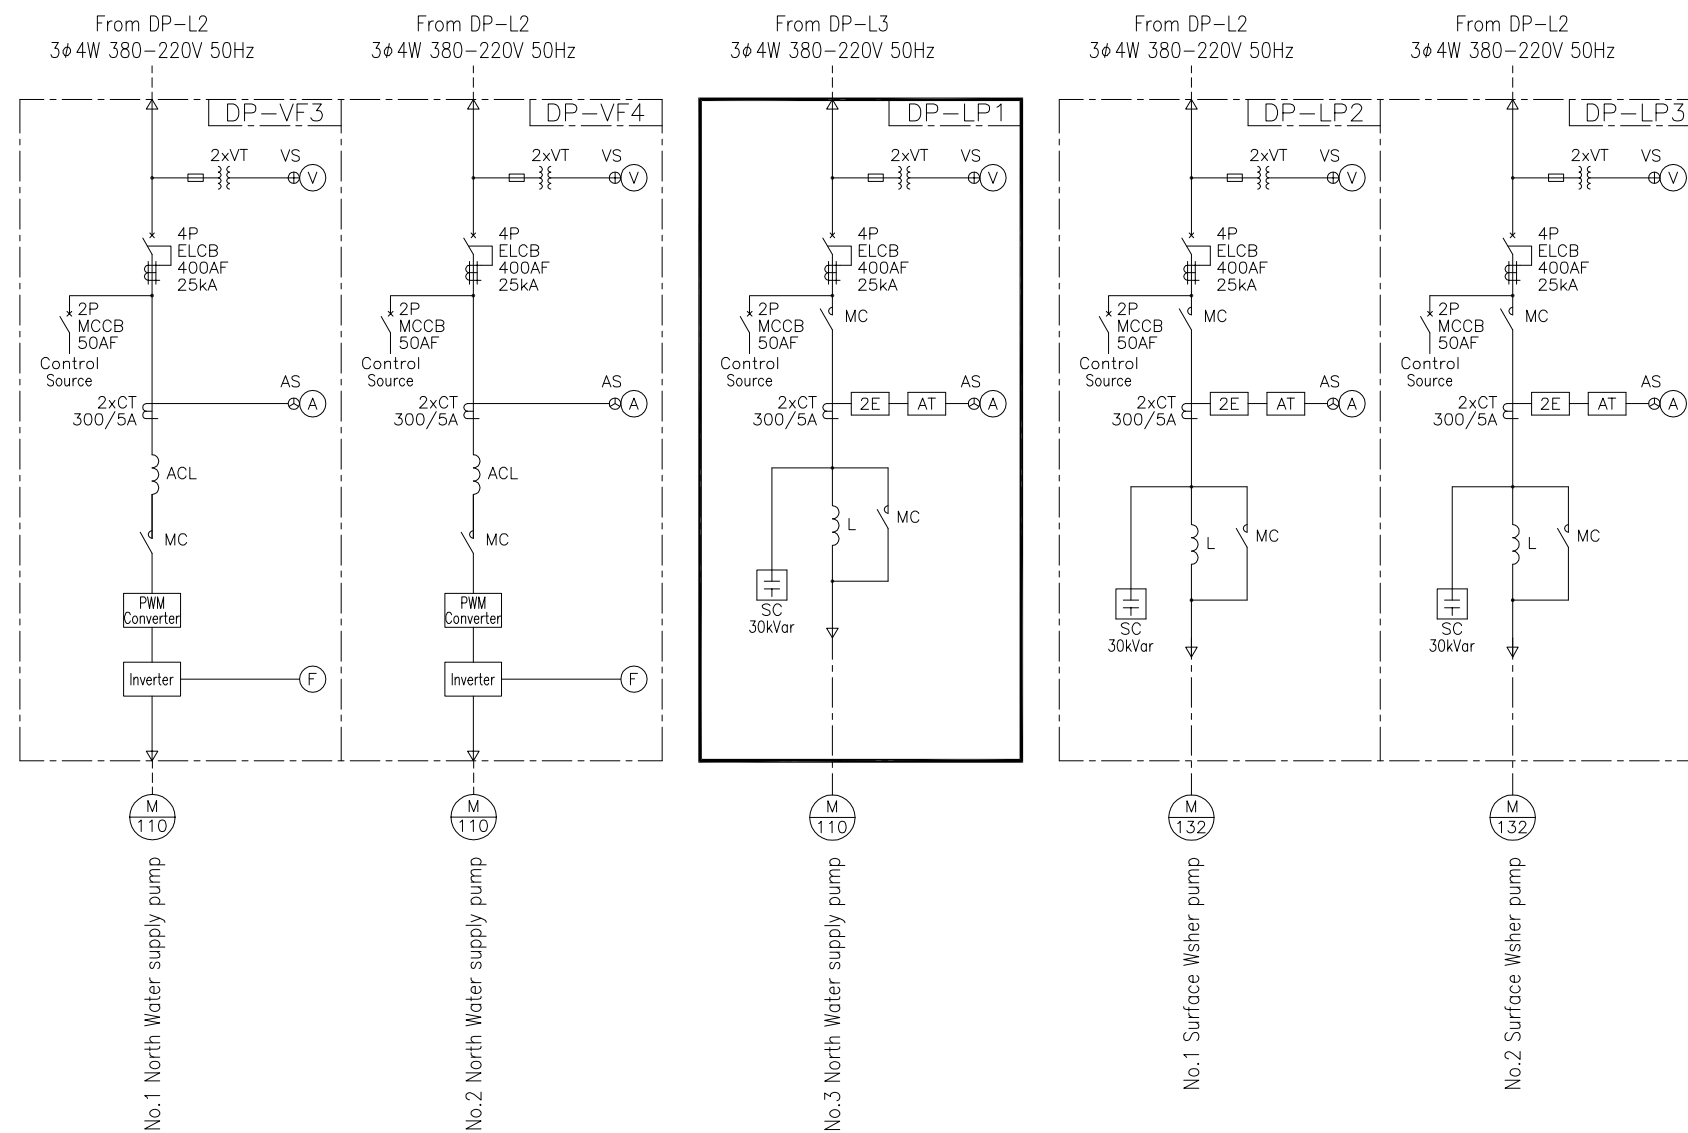 From DP-L2
3φ4W 380-220V 50Hz
DP-VF3
2xVT
VS
V
4P
ELCB
400AF
25kA
2P
MCCB
50AF
Control
Source
AS
2xCT
300/5A
A
ACL
MC
PWM
Converter
Inverter
F
M
110
No.1 North Water supply pump
From DP-L2
3φ4W 380-220V 50Hz
DP-VF4
2xVT
VS
V
4P
ELCB
400AF
25kA
2P
MCCB
50AF
Control
Source
AS
2xCT
300/5A
A
ACL
MC
PWM
Converter
Inverter
F
M
110
No.2 North Water supply pump
From DP-L3
3φ4W 380-220V 50Hz
DP-LP1
2xVT
VS
V
4P
ELCB
400AF
25kA
2P
MCCB
50AF
MC
Control
Source
AS
2xCT
300/5A
2E
AT
A
L
MC
SC
30kVar
M
110
No.3 North Water supply pump
From DP-L2
3φ4W 380-220V 50Hz
DP-LP2
2xVT
VS
V
4P
ELCB
400AF
25kA
2P
MCCB
50AF
MC
Control
Source
AS
2xCT
300/5A
2E
AT
A
L
MC
SC
30kVar
M
132
No.1 Surface Wsher pump
From DP-L2
3φ4W 380-220V 50Hz
DP-LP3
2xVT
VS
V
4P
ELCB
400AF
25kA
2P
MCCB
50AF
MC
Control
Source
AS
2xCT
300/5A
2E
AT
A
L
MC
SC
30kVar
M
132
No.2 Surface Wsher pump